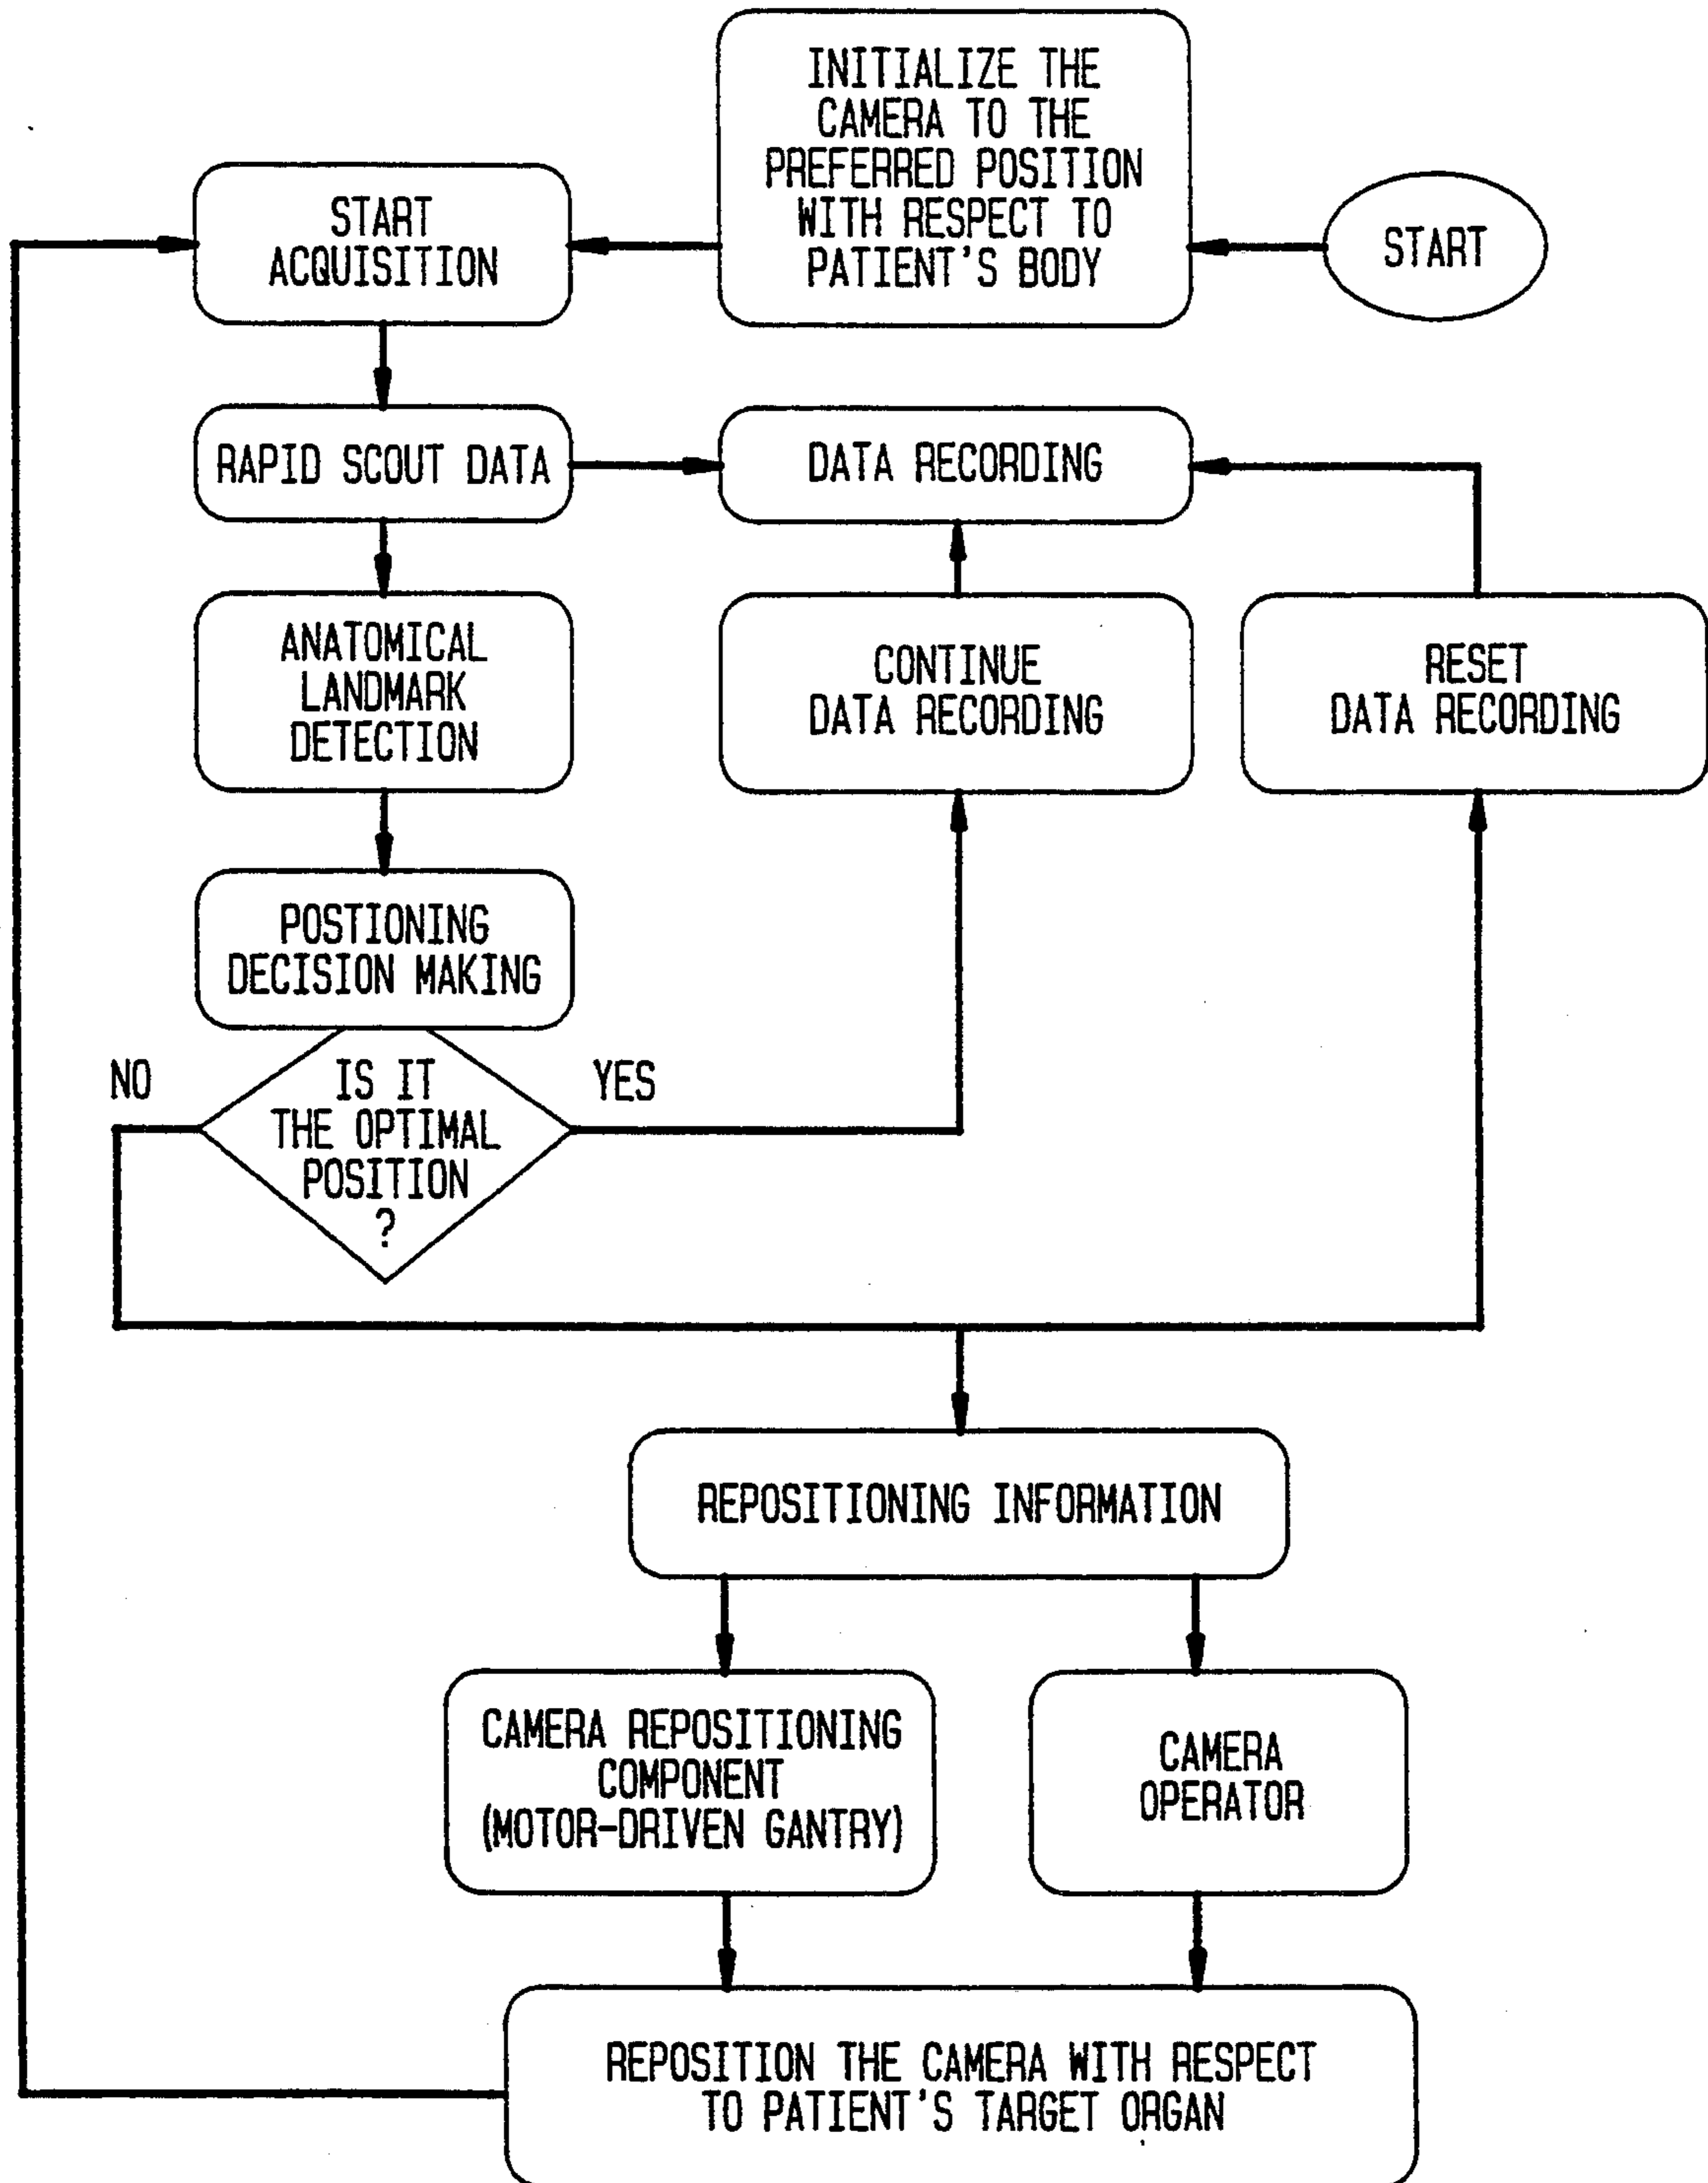 INITIALIZE THE
CAMERA TO THE
PREFERRED POSITION
WITH RESPECT TO
PATIENT'S BODY
START
START
ACQUISITION
RAPID SCOUT DATA
DATA RECORDING
ANATOMICAL
LANDMARK
DETECTION
CONTINUE
DATA RECORDING
RESET
DATA RECORDING
POSTIONING
DECISION MAKING
NO
IS IT
THE OPTIMAL
POSITION
?
YES
REPOSITIONING INFORMATION
CAMERA REPOSITIONING
COMPONENT
(MOTOR-DRIVEN GANTRY)
CAMERA
OPERATOR
REPOSITION THE CAMERA WITH RESPECT
TO PATIENT'S TARGET ORGAN